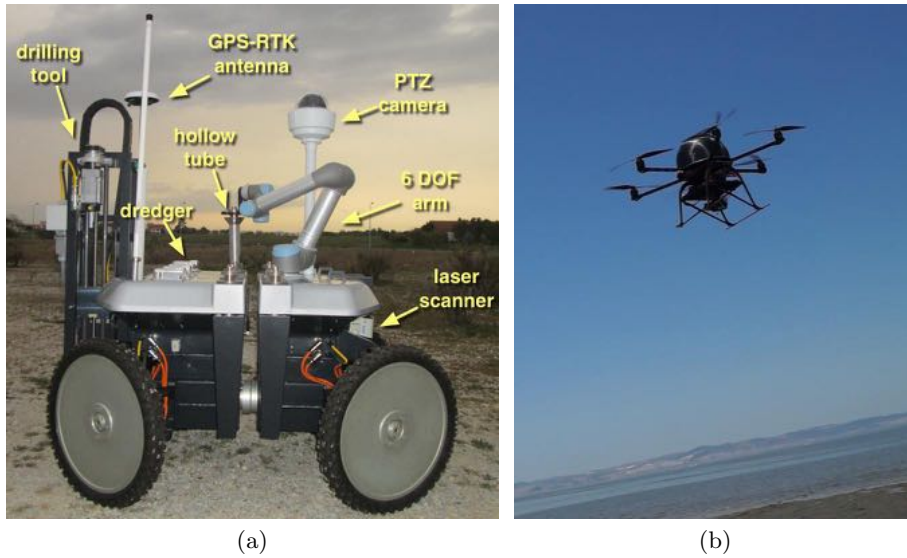 drilling
tool
GPS-RTK
antenna
PTZ
camera
hollow
tube
6 DOF
arm
dredger
laser
scanner
(a)
(b)